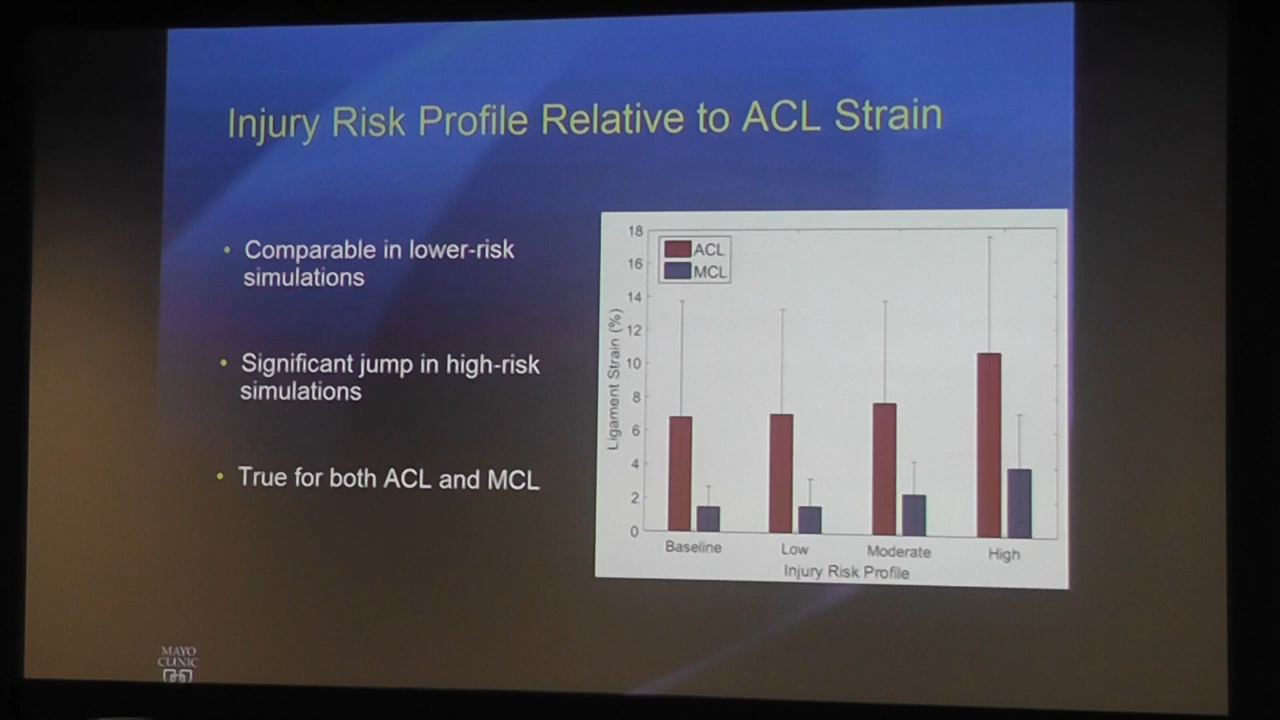 Injury Risk Profile Relative to ACL Strain
• Comparable in lower-risk
simulations
• Significant jump in high-risk
simulations
• True for both ACL and MCL
18
16
14
12
10
8
6
4
2
0
Ligament Strain (%)
ACL
MCL
Baseline Low Moderate High
Injury Risk Profile
MAYO
CLINIC